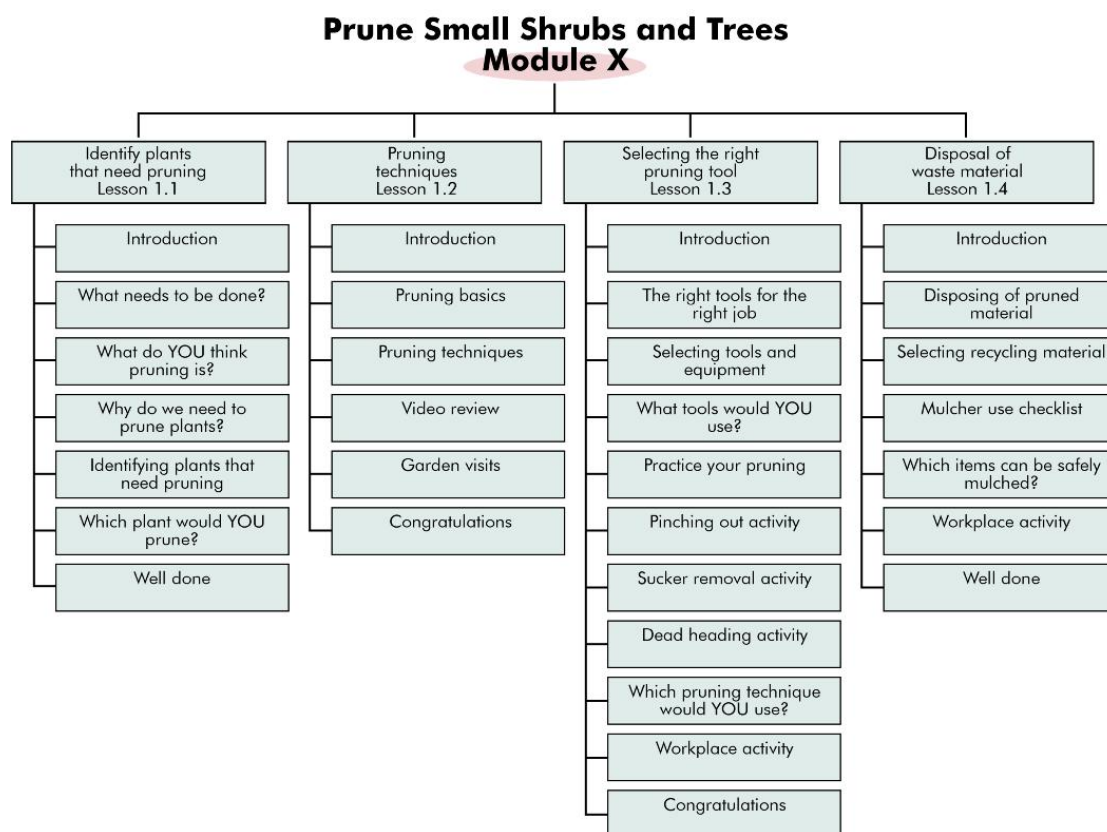 Prune Small Shrubs and Trees
Module X
Identify plants
that need pruning
Lesson 1.1
Introduction
What needs to be done?
What do YOU think
pruning is?
Why do we need to
prune plants?
Identifying plants that
need pruning
Which plant would YOU
prune?
Well done
Pruning
techniques
Lesson 1.2
Introduction
Pruning basics
Pruning techniques
Video review
Garden visits
Congratulations
Selecting the right
pruning tool
Lesson 1.3
Introduction
The right tools for the
right job
Selecting tools and
equipment
What tools would YOU
use?
Practice your pruning
Pinching out activity
Sucker removal activity
Dead heading activity
Which pruning technique
would YOU use?
Workplace activity
Congratulations
Disposal of
waste material
Lesson 1.4
Introduction
Disposing of pruned
material
Selecting recycling material
Mulcher use checklist
Which items can be safely
mulched?
Workplace activity
Well done